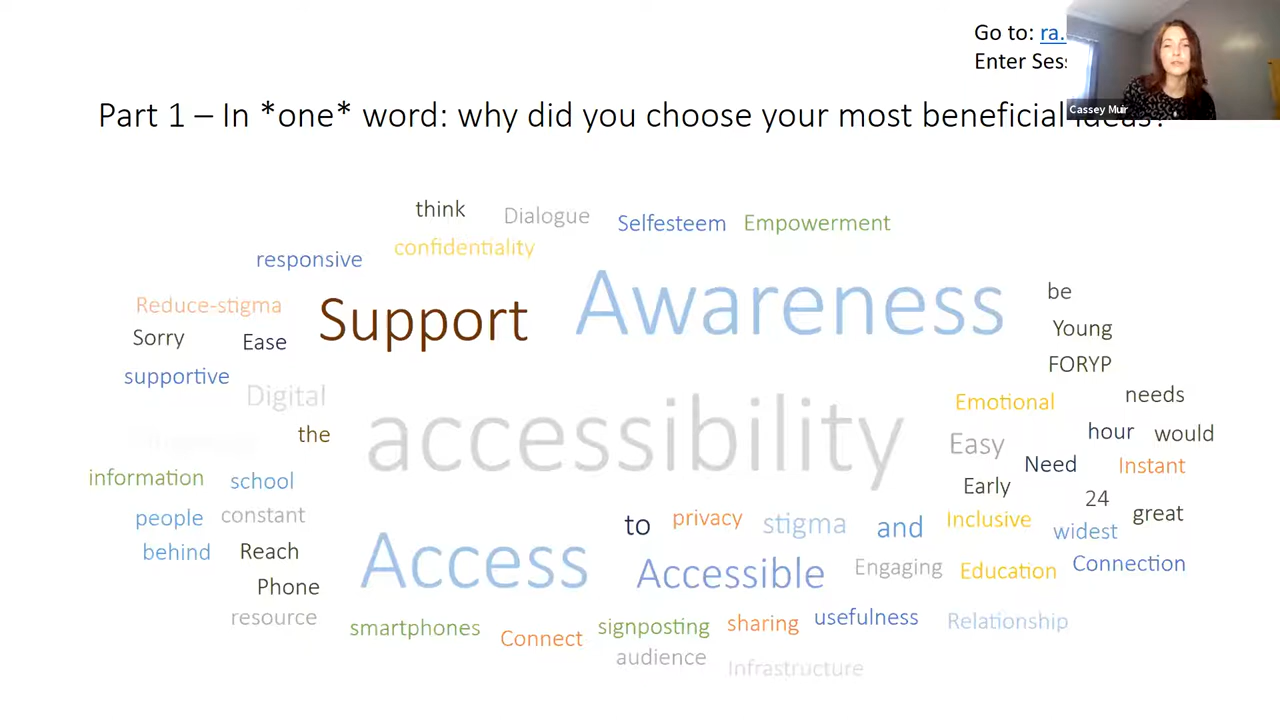 Go to: ra.
Enter Ses
Cassey Muir
Part 1 – In *one* word: why did you choose your most beneficial ideas?
think Dialogue Selfesteem Empowerment
responsive confidentiality
Reduce-stigma Support Awareness be
Sorry Ease Young
supportive FORYP
Digital accessibility Emotional needs
the Easy hour would
information school Need Instant
people constant Early 24 great
behind Reach to privacy stigma and Inclusive widest
Phone Access Accessible Engaging Education Connection
resource smartphones Connect signposting sharing usefulness Relationship
audience Infrastructure